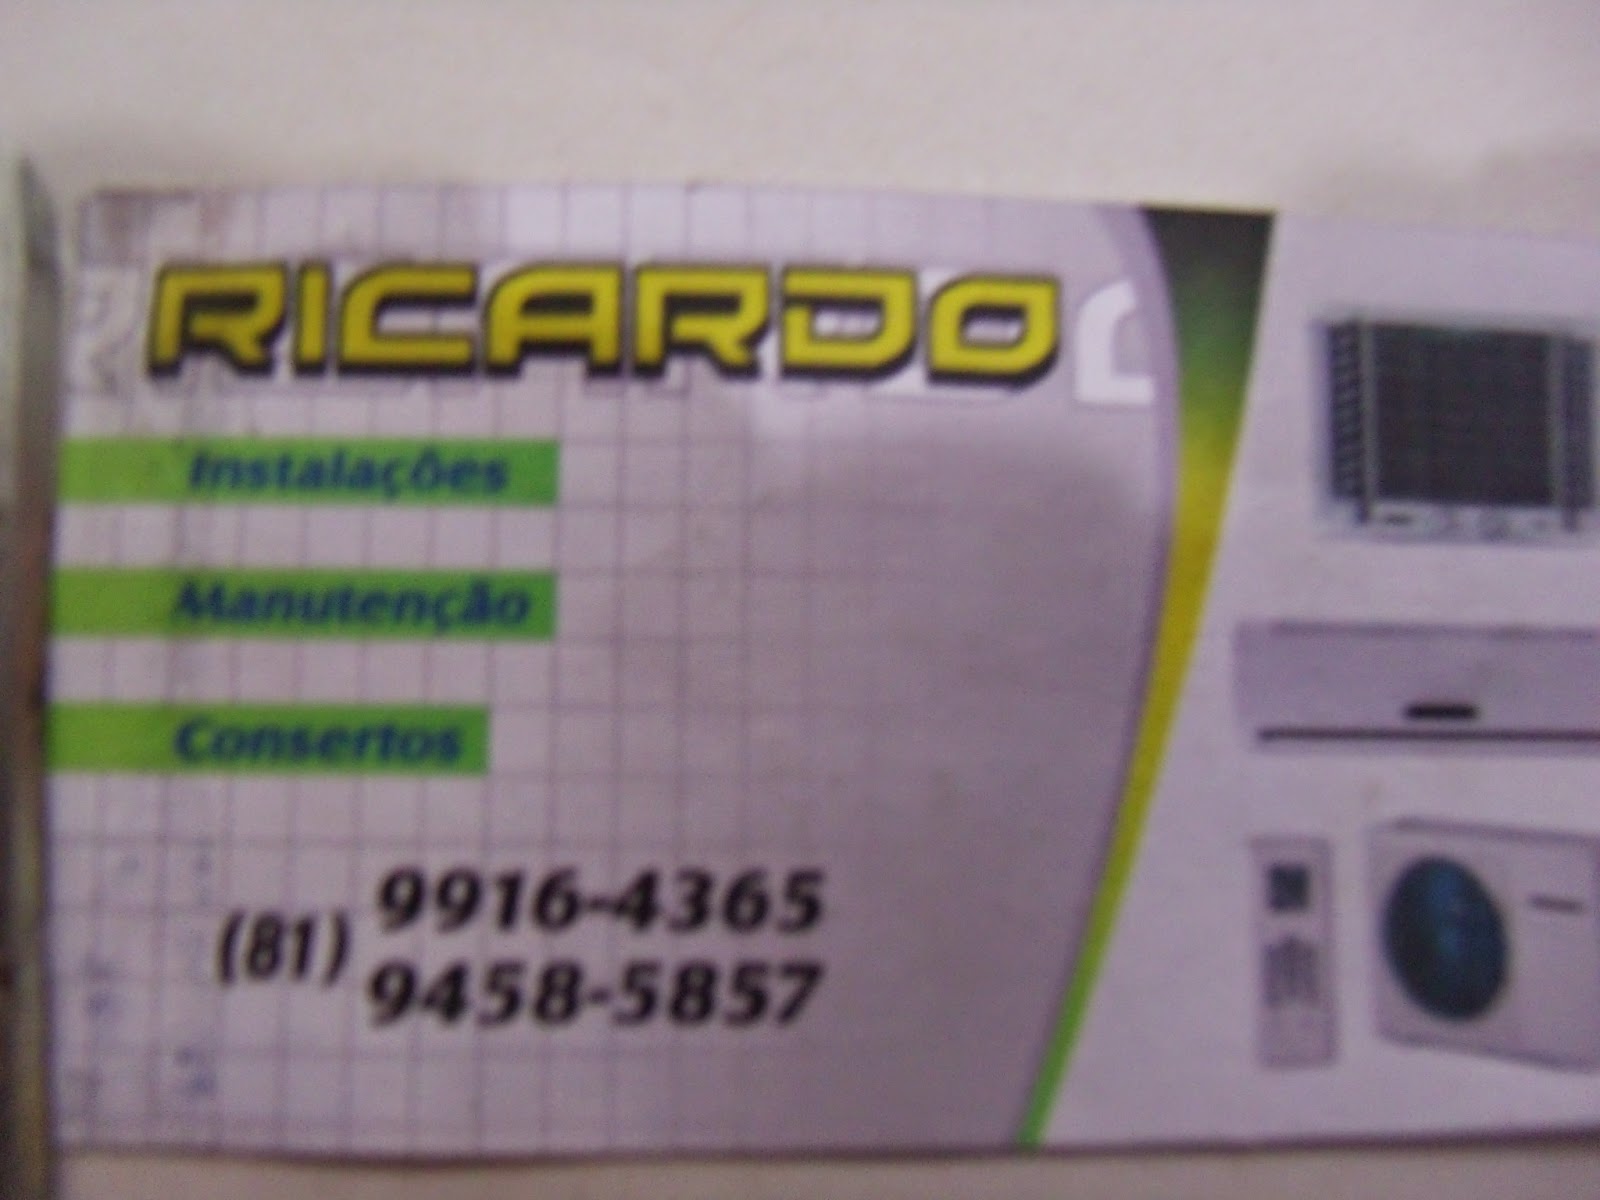 RICARDO
Instalações
Manutenção
Consertos
(81) 9916-4365
9458-5857